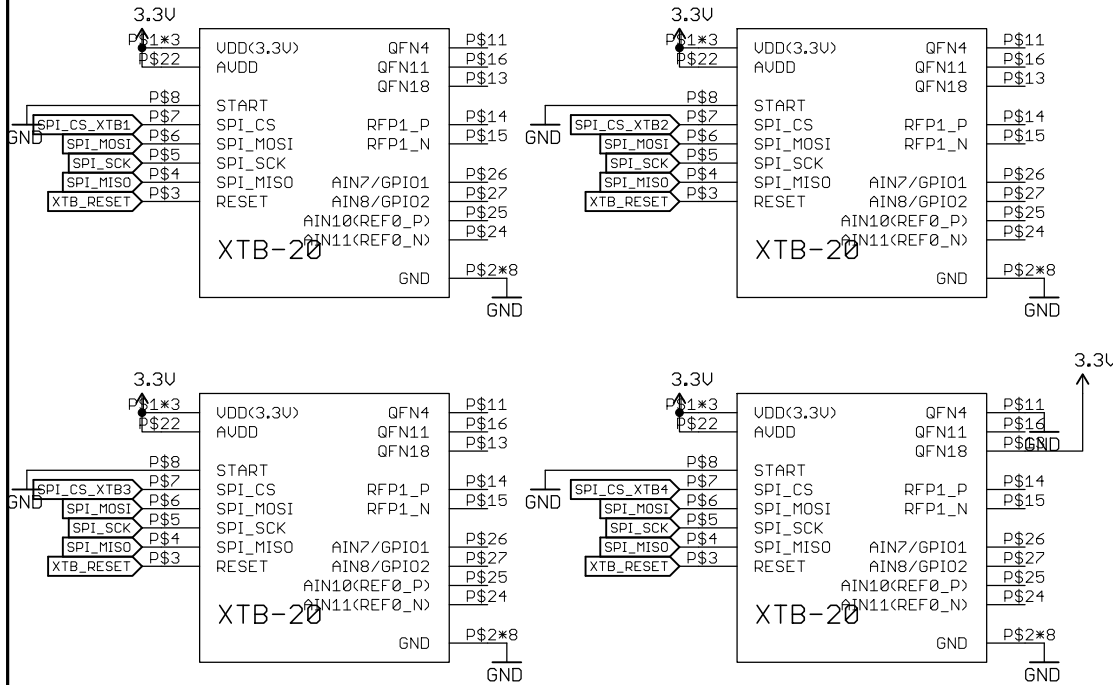 3.3V
P$1*3 VDD(3.3V) QFN4 P$11
P$22 AVDD QFN11 P$16
QFN18 P$13
P$8 START
GND SPI_CS_XTB1 P$7 SPI_CS RFP1_P P$14
SPI_MOSI P$6 SPI_MOSI RFP1_N P$15
SPI_SCK P$5 SPI_SCK
SPI_MISO P$4 SPI_MISO AIN7/GPIO1 P$26
XTB_RESET P$3 RESET AIN8/GPIO2 P$27
AIN10(REF0_P) P$25
AIN11(REF0_N) P$24
XTB-20
GND P$2*8
GND
3.3V
P$1*3 VDD(3.3V) QFN4 P$11
P$22 AVDD QFN11 P$16
QFN18 P$13
P$8 START
GND SPI_CS_XTB2 P$7 SPI_CS RFP1_P P$14
SPI_MOSI P$6 SPI_MOSI RFP1_N P$15
SPI_SCK P$5 SPI_SCK
SPI_MISO P$4 SPI_MISO AIN7/GPIO1 P$26
XTB_RESET P$3 RESET AIN8/GPIO2 P$27
AIN10(REF0_P) P$25
AIN11(REF0_N) P$24
XTB-20
GND P$2*8
GND
3.3V
P$1*3 VDD(3.3V) QFN4 P$11
P$22 AVDD QFN11 P$16
QFN18 P$13
P$8 START
GND SPI_CS_XTB3 P$7 SPI_CS RFP1_P P$14
SPI_MOSI P$6 SPI_MOSI RFP1_N P$15
SPI_SCK P$5 SPI_SCK
SPI_MISO P$4 SPI_MISO AIN7/GPIO1 P$26
XTB_RESET P$3 RESET AIN8/GPIO2 P$27
AIN10(REF0_P) P$25
AIN11(REF0_N) P$24
XTB-20
GND P$2*8
GND
3.3V 3.3V
P$1*3 VDD(3.3V) QFN4 P$11
P$22 AVDD QFN11 P$16
QFN18 P$13 GND
P$8 START
GND SPI_CS_XTB4 P$7 SPI_CS RFP1_P P$14
SPI_MOSI P$6 SPI_MOSI RFP1_N P$15
SPI_SCK P$5 SPI_SCK
SPI_MISO P$4 SPI_MISO AIN7/GPIO1 P$26
XTB_RESET P$3 RESET AIN8/GPIO2 P$27
AIN10(REF0_P) P$25
AIN11(REF0_N) P$24
XTB-20
GND P$2*8
GND